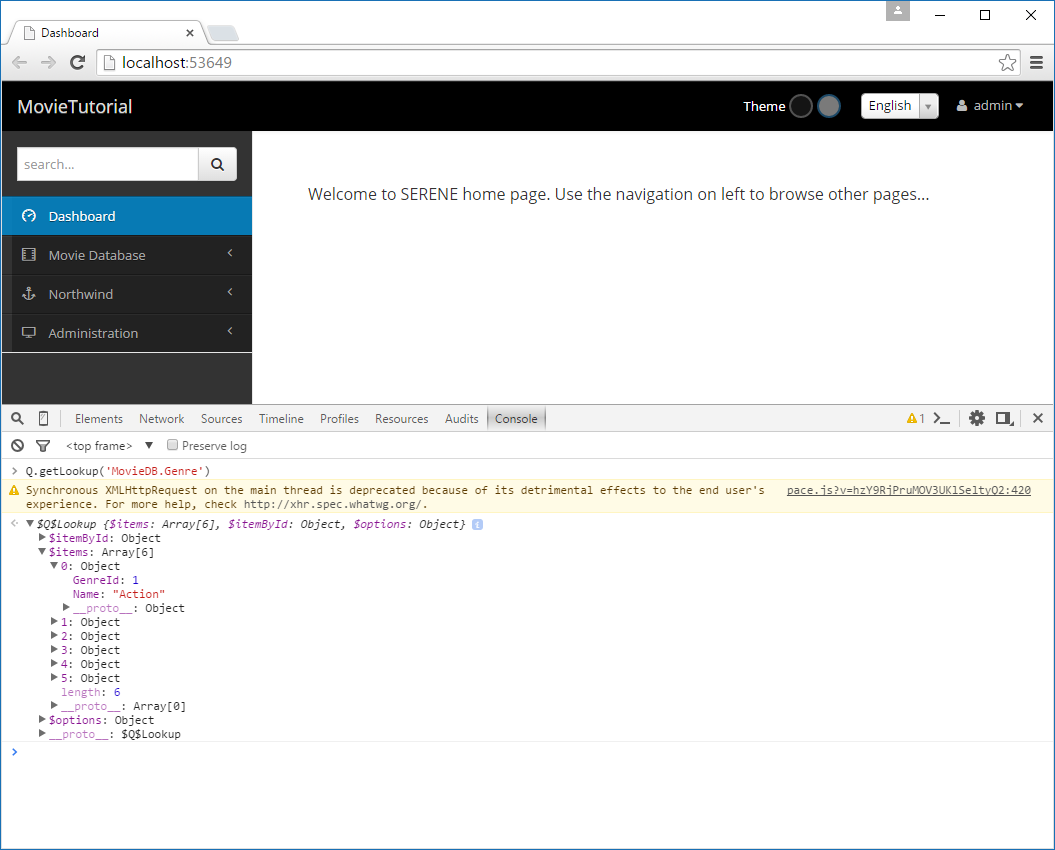 Dashboard
localhost:53649
MovieTutorial
Theme
English
admin
search...
Dashboard
Movie Database
Northwind
Administration
Welcome to SERENE home page. Use the navigation on left to browse other pages...
Elements Network Sources Timeline Profiles Resources Audits Console
1
<top frame> Preserve log
Q.getLookup('MovieDB.Genre')
Synchronous XMLHttpRequest on the main thread is deprecated because of its detrimental effects to the end user's pace.js?v=hzY9RjPruMOV3UKlSeltyQ2:420
experience. For more help, check http://xhr.spec.whatwg.org/.
$Q$Lookup {$items: Array[6], $itemById: Object, $options: Object}
$itemById: Object
$items: Array[6]
0: Object
GenreId: 1
Name: "Action"
__proto__: Object
1: Object
2: Object
3: Object
4: Object
5: Object
length: 6
__proto__: Array[0]
$options: Object
__proto__: $Q$Lookup